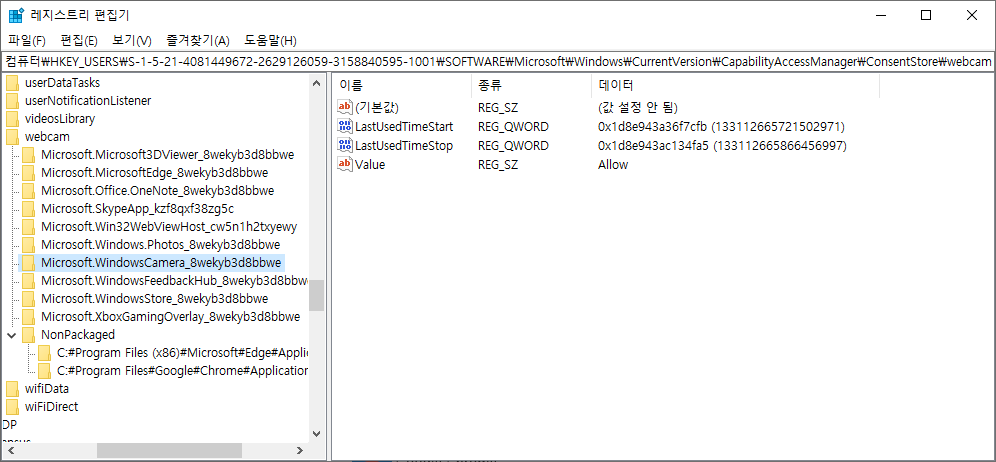 레지스트리 편집기
파일(F) 편집(E) 보기(V) 즐겨찾기(A) 도움말(H)
컴퓨터₩HKEY_USERS₩S-1-5-21-4081449672-2629126059-3158840595-1001₩SOFTWARE₩Microsoft₩Windows₩CurrentVersion₩CapabilityAccessManager₩ConsentStore₩webcam
userDataTasks
userNotificationListener
videosLibrary
webcam
Microsoft.Microsoft3DViewer_8wekyb3d8bbwe
Microsoft.MicrosoftEdge_8wekyb3d8bbwe
Microsoft.Office.OneNote_8wekyb3d8bbwe
Microsoft.SkypeApp_kzf8qxf38zg5c
Microsoft.Win32WebViewHost_cw5n1h2txyewy
Microsoft.Windows.Photos_8wekyb3d8bbwe
Microsoft.WindowsCamera_8wekyb3d8bbwe
Microsoft.WindowsFeedbackHub_8wekyb3d8bbwe
Microsoft.WindowsStore_8wekyb3d8bbwe
Microsoft.XboxGamingOverlay_8wekyb3d8bbwe
NonPackaged
C:#Program Files (x86)#Microsoft#Edge#Applic
C:#Program Files#Google#Chrome#Application
wifiData
wiFiDirect
DP
이름 종류 데이터
(기본값) REG_SZ (값 설정 안 됨)
LastUsedTimeStart REG_QWORD 0x1d8e943a36f7cfb (133112665721502971)
LastUsedTimeStop REG_QWORD 0x1d8e943ac134fa5 (133112665866456997)
Value REG_SZ Allow